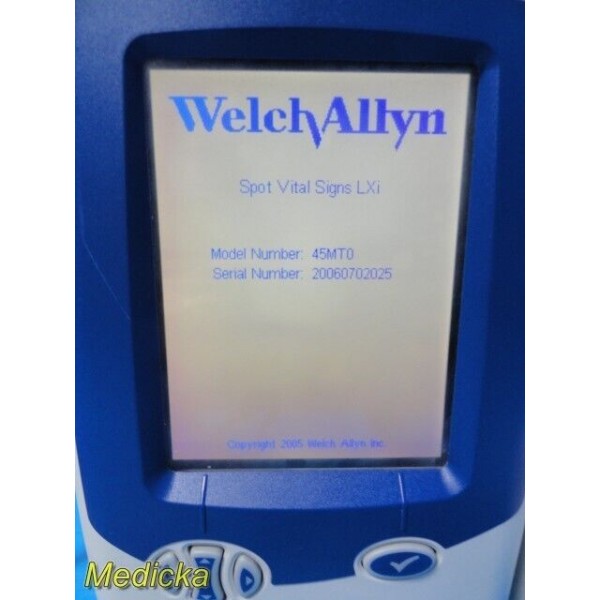 WelchAllyn
Spot Vital Signs LXi
Model Number: 45MT0
Serial Number: 20060702025
Copyright 2005 Welch Allyn Inc.
Medicka